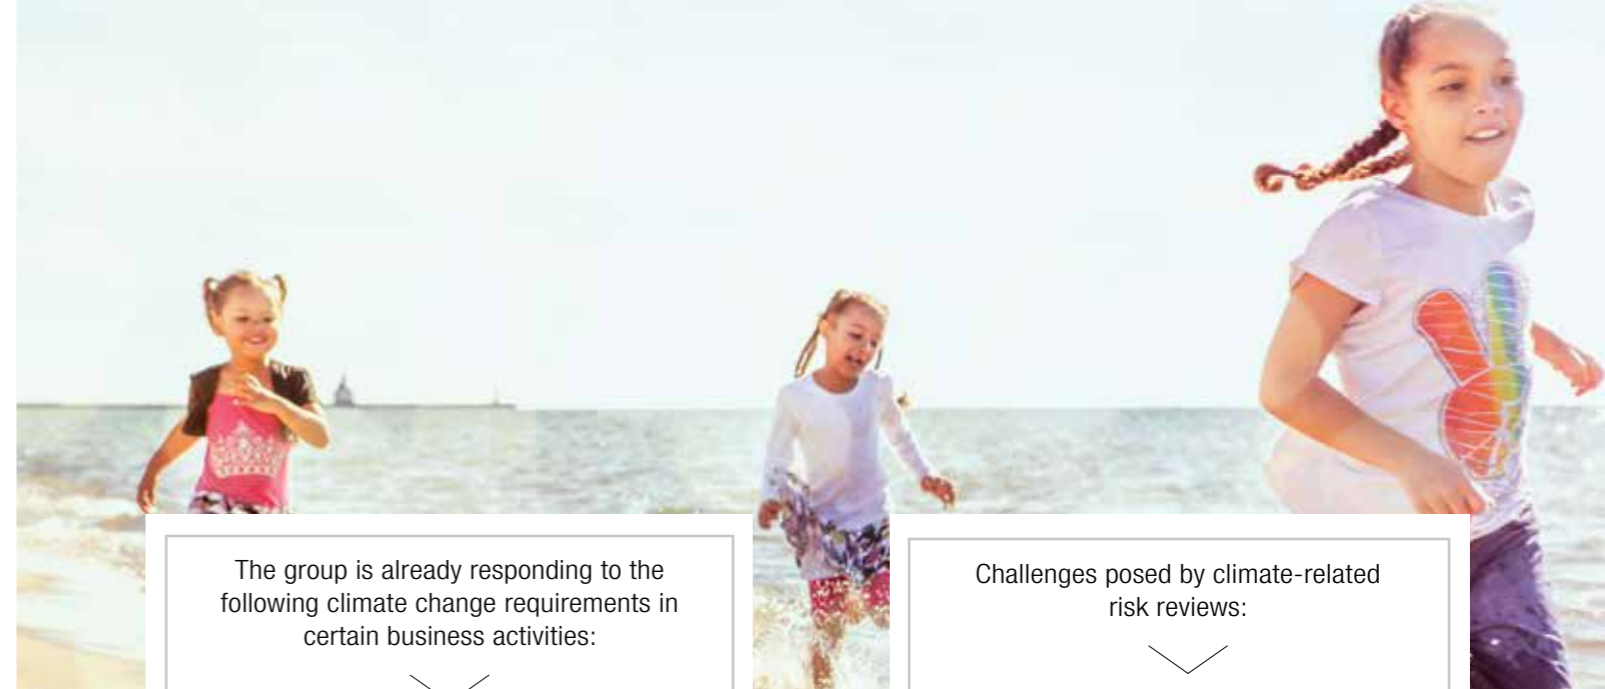 The group is already responding to the
following climate change requirements in
certain business activities:
Challenges posed by climate-related
risk reviews: